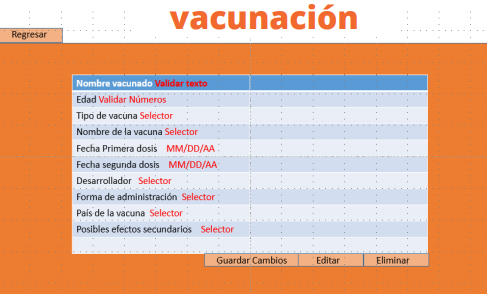 vacunación
Regresar
Nombre vacunado Validar texto
Edad Validar Números
Tipo de vacuna Selector
Nombre de la vacuna Selector
Fecha Primera dosis MM/DD/AA
Fecha segunda dosis MM/DD/AA
Desarrollador Selector
Forma de administración Selector
País de la vacuna Selector
Posibles efectos secundarios Selector
Guardar Cambios Editar Eliminar